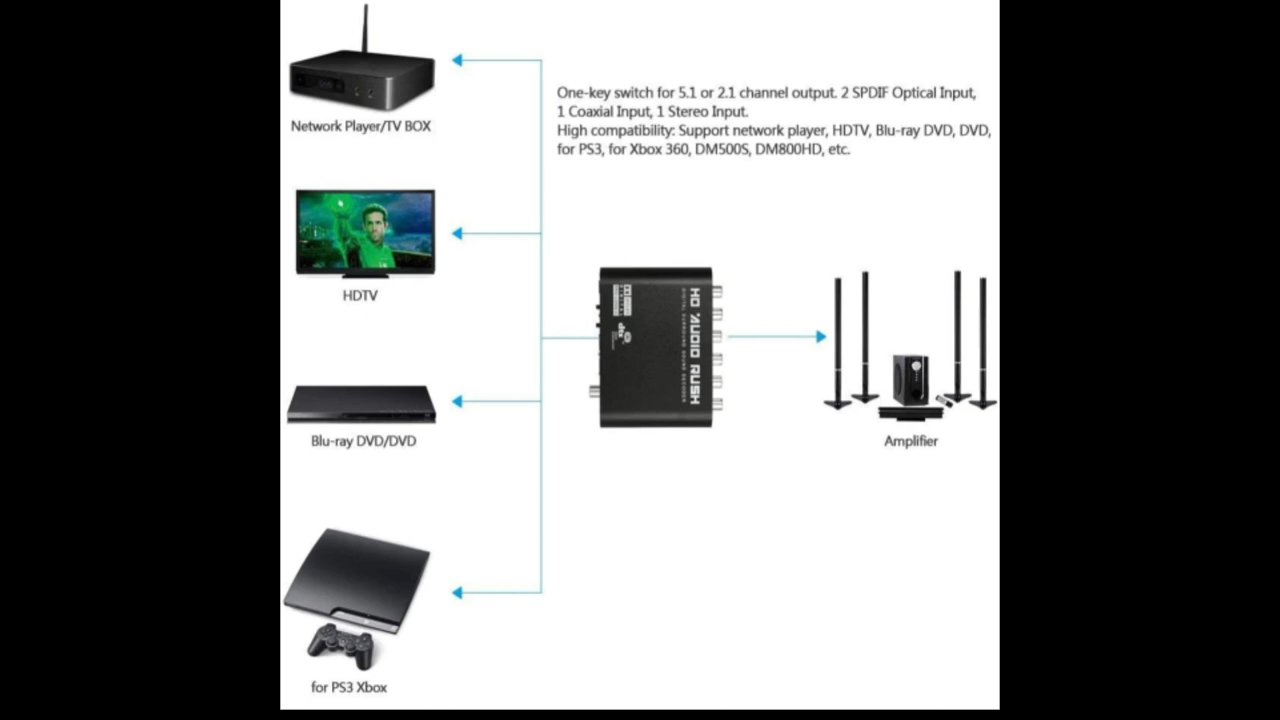 One-key switch for 5.1 or 2.1 channel output. 2 SPDIF Optical Input,
1 Coaxial Input, 1 Stereo Input.
High compatibility: Support network player, HDTV, Blu-ray DVD, DVD,
for PS3, for Xbox 360, DM500S, DM800HD, etc.
Network Player/TV BOX
HDTV
HD AUDIO RUSH
DIGITAL SURROUND SOUND DECODER
dts
Blu-ray DVD/DVD
Amplifier
for PS3 Xbox